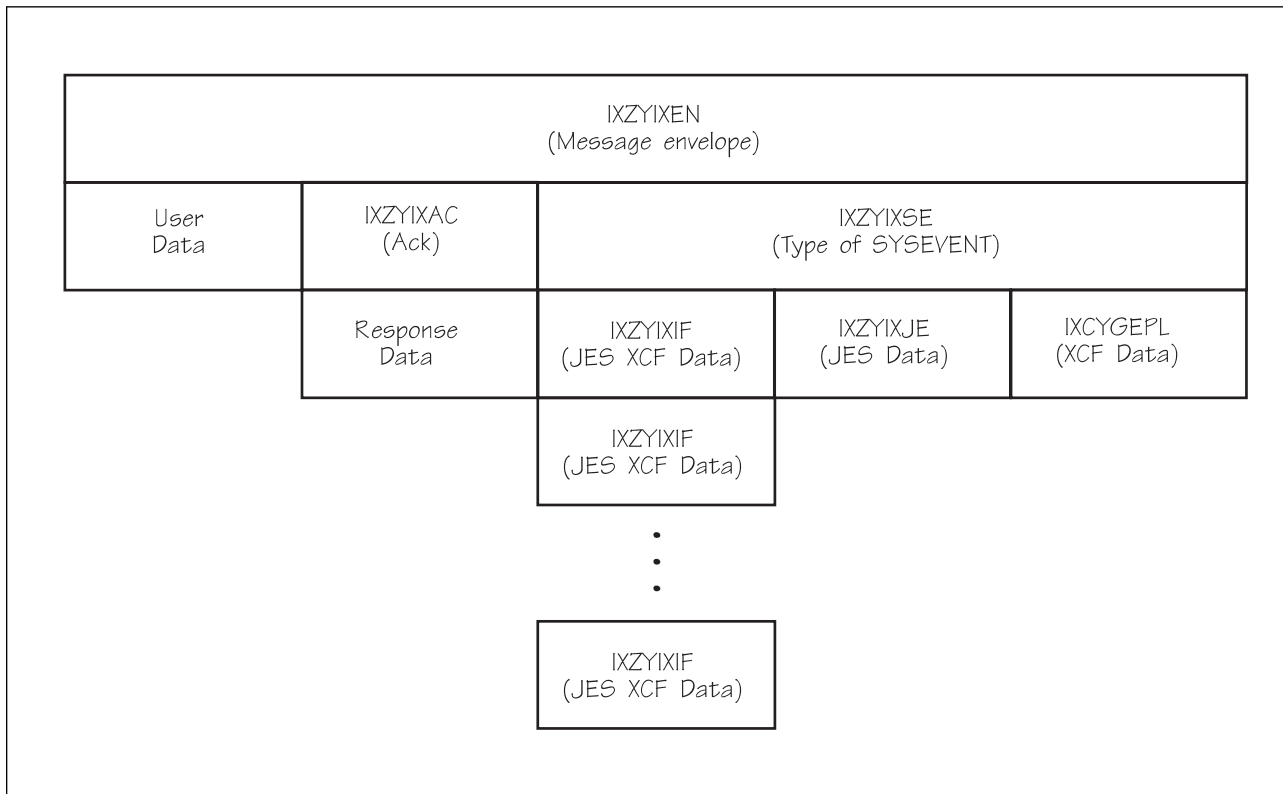 IXZYIXEN
(Message envelope)
User
Data
IXZYIXAC
(Ack)
IXZYIXSE
(Type of SYSEVENT)
Response
Data
IXZYIXIF
(JES XCF Data)
IXZYIXJE
(JES Data)
IXCYGEPL
(XCF Data)
IXZYIXIF
(JES XCF Data)
IXZYIXIF
(JES XCF Data)